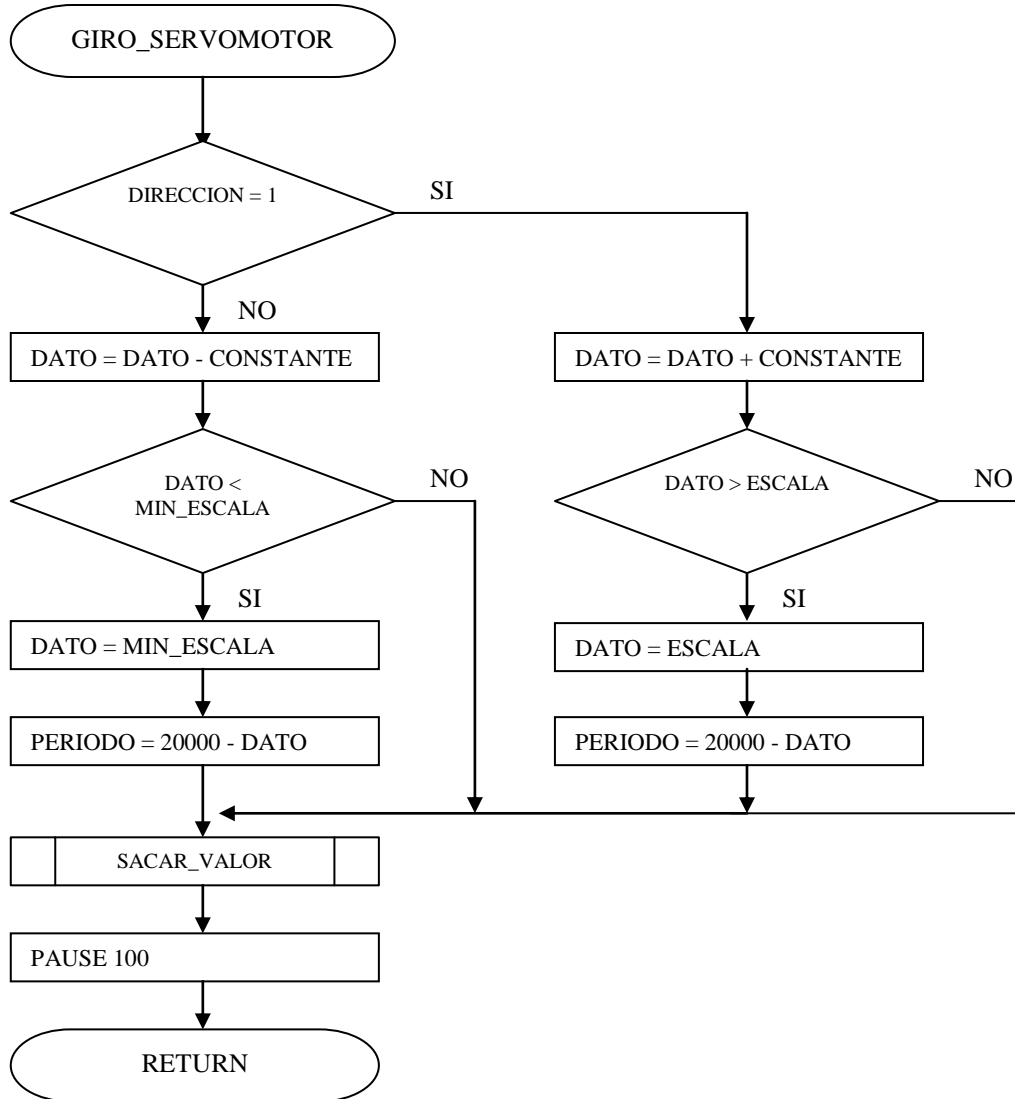 GIRO_SERVOMOTOR
DIRECCION = 1
SI
NO
DATO = DATO - CONSTANTE
DATO = DATO + CONSTANTE
DATO <
MIN_ESCALA
NO
DATO > ESCALA
NO
SI
SI
DATO = MIN_ESCALA
DATO = ESCALA
PERIODO = 20000 - DATO
PERIODO = 20000 - DATO
SACAR_VALOR
PAUSE 100
RETURN